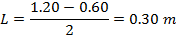 L = (1.20 − 0.60) / 2 = 0.30 m